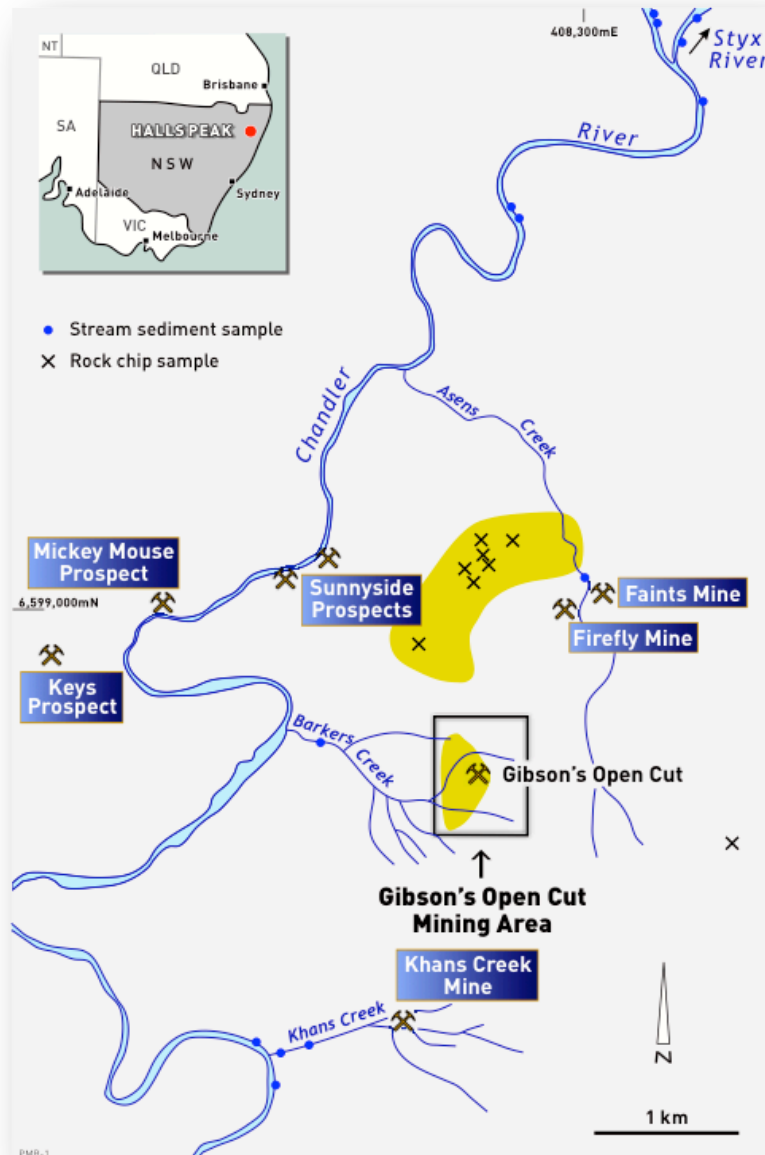 408,300mE
Styx
River
NT
QLD
Brisbane
SA
HALLS PEAK
NSW
Adelaide
Sydney
VIC
Melbourne
River
Stream sediment sample
Rock chip sample
Chandler
Asens
Creek
Mickey Mouse
Prospect
Sunnyside
Prospects
6,599,000mN
Faints Mine
Firefly Mine
Keys
Prospect
Barkers
Creek
Gibson's Open Cut
Gibson's Open Cut
Mining Area
Khans Creek
Mine
Khans Creek
N
1 km